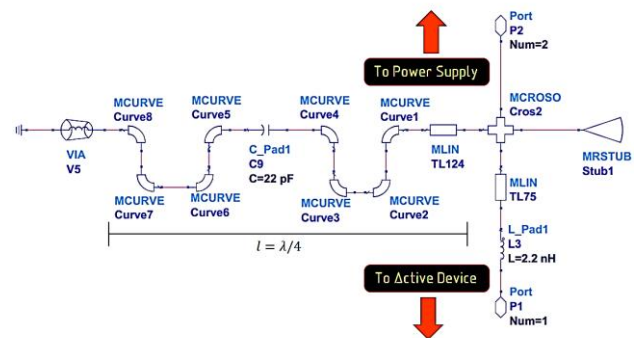 Port
P2
Num=2
To Power Supply
MCURVE
Curve8
MCURVE
Curve5
MCURVE
Curve4
MCURVE
Curve1
MLIN
TL124
MCROSO
Cros2
VIA
V5
C_Pad1
C9
C=22 pF
MRSTUB
Stub1
MCURVE
Curve7
MCURVE
Curve6
MCURVE
Curve3
MCURVE
Curve2
MLIN
TL75
l = λ/4
L_Pad1
L3
L=2.2 nH
To Active Device
Port
P1
Num=1